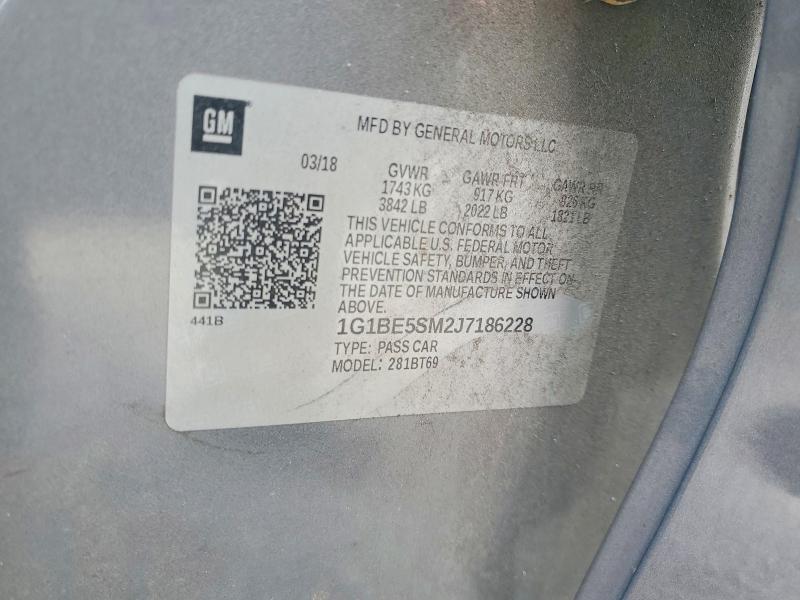 GM
MFD BY GENERAL MOTORS LLC
03/18
GVWR GAWR FRT GAWR RR
1743 KG 917 KG 826 KG
3842 LB 2022 LB 1821 LB
THIS VEHICLE CONFORMS TO ALL
APPLICABLE U.S. FEDERAL MOTOR
VEHICLE SAFETY, BUMPER, AND THEFT
PREVENTION STANDARDS IN EFFECT ON
THE DATE OF MANUFACTURE SHOWN
ABOVE.
441B
1G1BE5SM2J7186228
TYPE: PASS CAR
MODEL: 281BT69